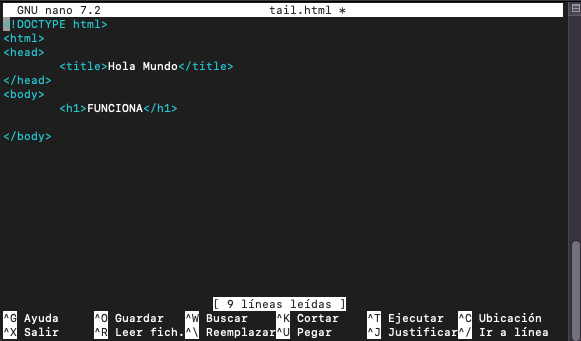 GNU nano 7.2 tail.html *
<!DOCTYPE html>
<html>
<head>
<title>Hola Mundo</title>
</head>
<body>
<h1>FUNCIONA</h1>
</body>
[ 9 líneas leídas ]
^G Ayuda ^O Guardar ^W Buscar ^K Cortar ^T Ejecutar ^C Ubicación
^X Salir ^R Leer fich. ^\ Reemplazar ^U Pegar ^J Justificar ^/ Ir a línea